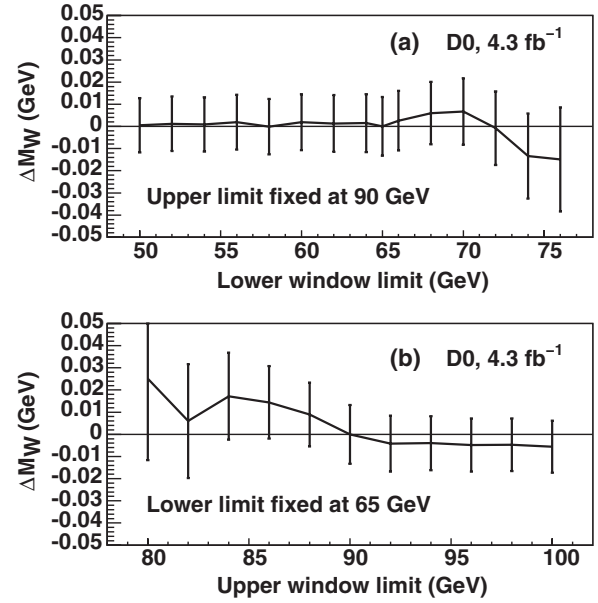 0.05
0.04
0.03
0.02
0.01
0
-0.01
-0.02
-0.03
-0.04
-0.05
ΔM_W (GeV)
(a) D0, 4.3 fb⁻¹
Upper limit fixed at 90 GeV
50 55 60 65 70 75
Lower window limit (GeV)
0.05
0.04
0.03
0.02
0.01
0
-0.01
-0.02
-0.03
-0.04
-0.05
ΔM_W (GeV)
(b) D0, 4.3 fb⁻¹
Lower limit fixed at 65 GeV
80 85 90 95 100
Upper window limit (GeV)